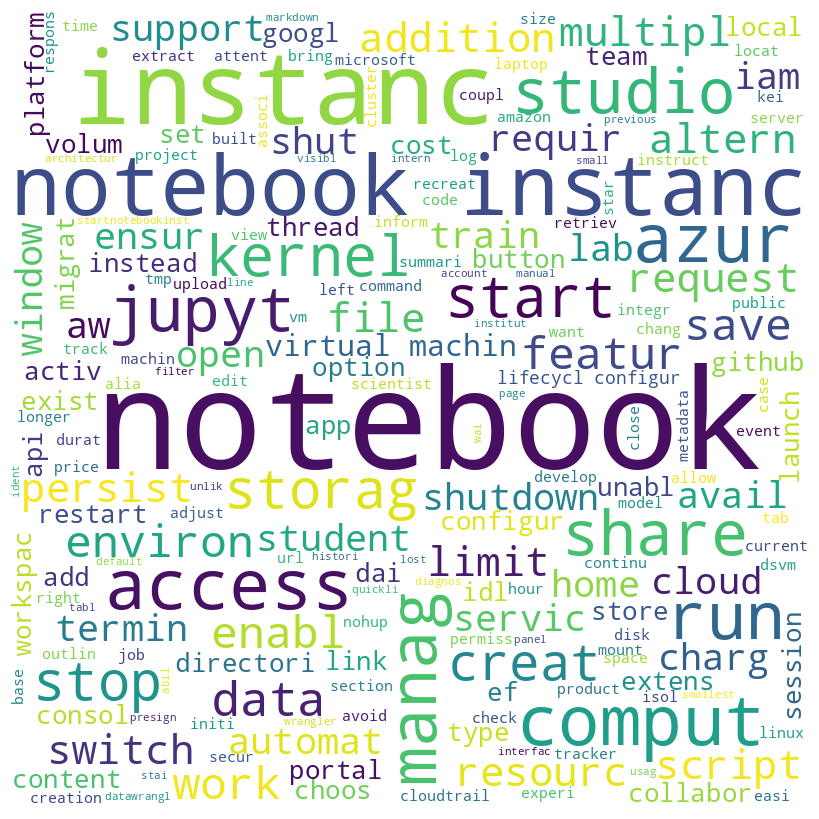 markdown
size
respons
support
googl
addition
multipl
local
time
instanc
extract
attent
bring
microsoft
team
locat
platform
laptop
studio
iam
coupl
kei
associ
cluster
volum
set
shut
cost
amazon
previous
server
requir
altern
built
log
architectur
project
visibl
intern
small
instruct
notebook
instanc
recreat
code
star
startnotebookinst
thread
inform
train
retriev
azur
window
migrat
ensur
view
kernel
button
lab
instead
summari
request
tmp
upload
line
left
command
account
manual
vm
integr
public
aw
jupyt
file
start
chang
save
institut
want
track
open
virtual machin
featur
machin
option
github
activ
filter
alia
edit
scientist
lifecycl configur
page
exist
notebook
case
longer
app
close
metadata
launch
api
durat
wai
event
price
ident
persist
unlik
storag
develop
allow
shutdown
unabl
model
avail
restart
adjust
configur
tab
environ
student
share
current
url
histori
lost
continu
dsvm
workspac
default
limit
add
access
dai
quickli
diagnos
idl
hour
home
cloud
right
tabl
nohup
manag
servic
store
run
termin
enabl
permiss
panel
disk
outlin
job
mount
directori
link
creat
space
charg
session
base
stop
abil
section
ef
product
smallest
extens
data
isol
consol
presign
initi
wrangler
avoid
check
type
tracker
comput
linux
switch
secur
automat
interfac
content
stai
portal
resourc
usag
script
creation
datawrangl
work
choos
cloudtrail
experi
collabor
easi